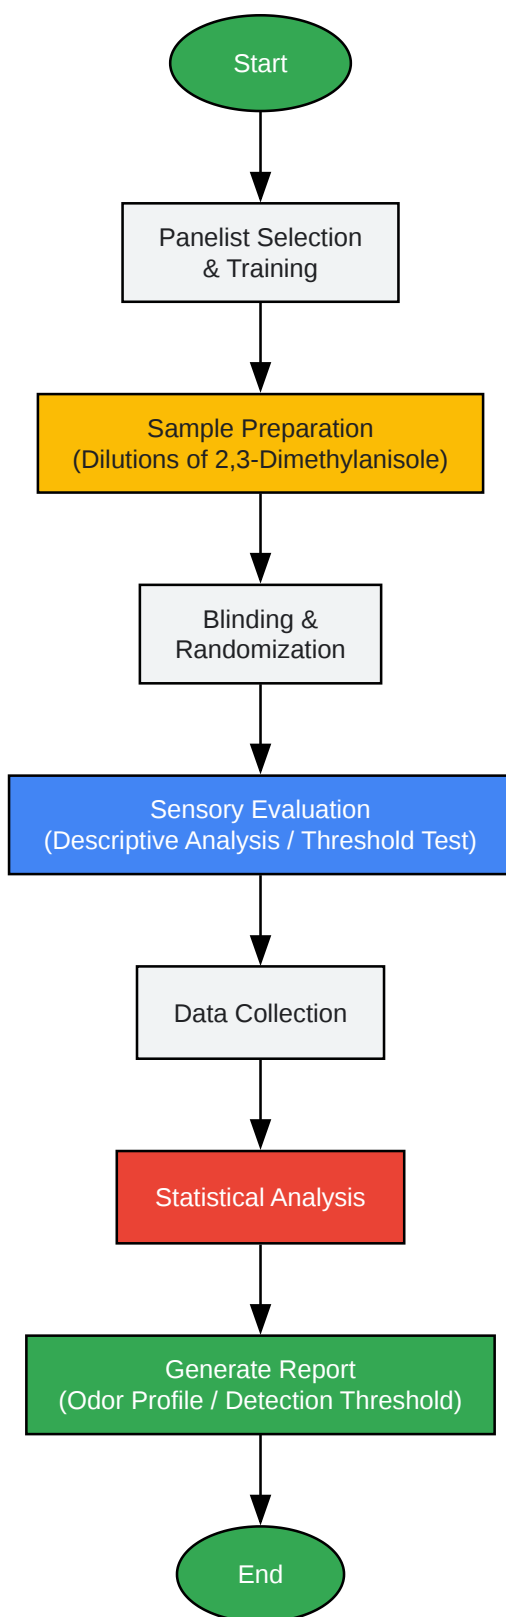 Start
Panelist Selection
& Training
Sample Preparation
(Dilutions of 2,3-Dimethylanisole)
Blinding &
Randomization
Sensory Evaluation
(Descriptive Analysis / Threshold Test)
Data Collection
Statistical Analysis
Generate Report
(Odor Profile / Detection Threshold)
End